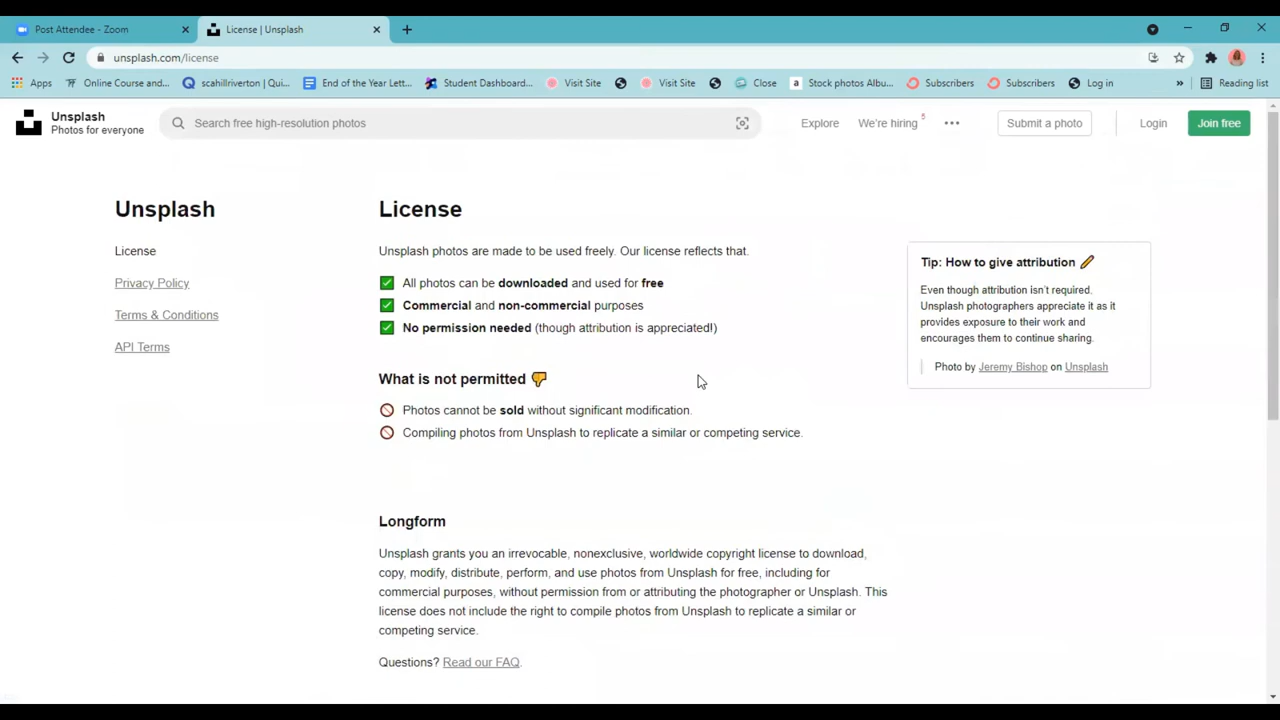 Post Attendee - Zoom
License | Unsplash
unsplash.com/license
Apps
Online Course and...
scahillriverton | Qui...
End of the Year Lett...
Student Dashboard...
Visit Site
Visit Site
Close
Stock photos Albu...
Subscribers
Subscribers
Log in
»
Reading list
Unsplash
Photos for everyone
Search free high-resolution photos
Explore
We're hiring 5
Submit a photo
Login
Join free
Unsplash
License
Privacy Policy
Terms & Conditions
API Terms
License
Unsplash photos are made to be used freely. Our license reflects that.
All photos can be downloaded and used for free
Commercial and non-commercial purposes
No permission needed (though attribution is appreciated!)
What is not permitted
Photos cannot be sold without significant modification.
Compiling photos from Unsplash to replicate a similar or competing service.
Tip: How to give attribution
Even though attribution isn't required,
Unsplash photographers appreciate it as it
provides exposure to their work and
encourages them to continue sharing.
Photo by Jeremy Bishop on Unsplash
Longform
Unsplash grants you an irrevocable, nonexclusive, worldwide copyright license to download,
copy, modify, distribute, perform, and use photos from Unsplash for free, including for
commercial purposes, without permission from or attributing the photographer or Unsplash. This
license does not include the right to compile photos from Unsplash to replicate a similar or
competing service.
Questions? Read our FAQ.